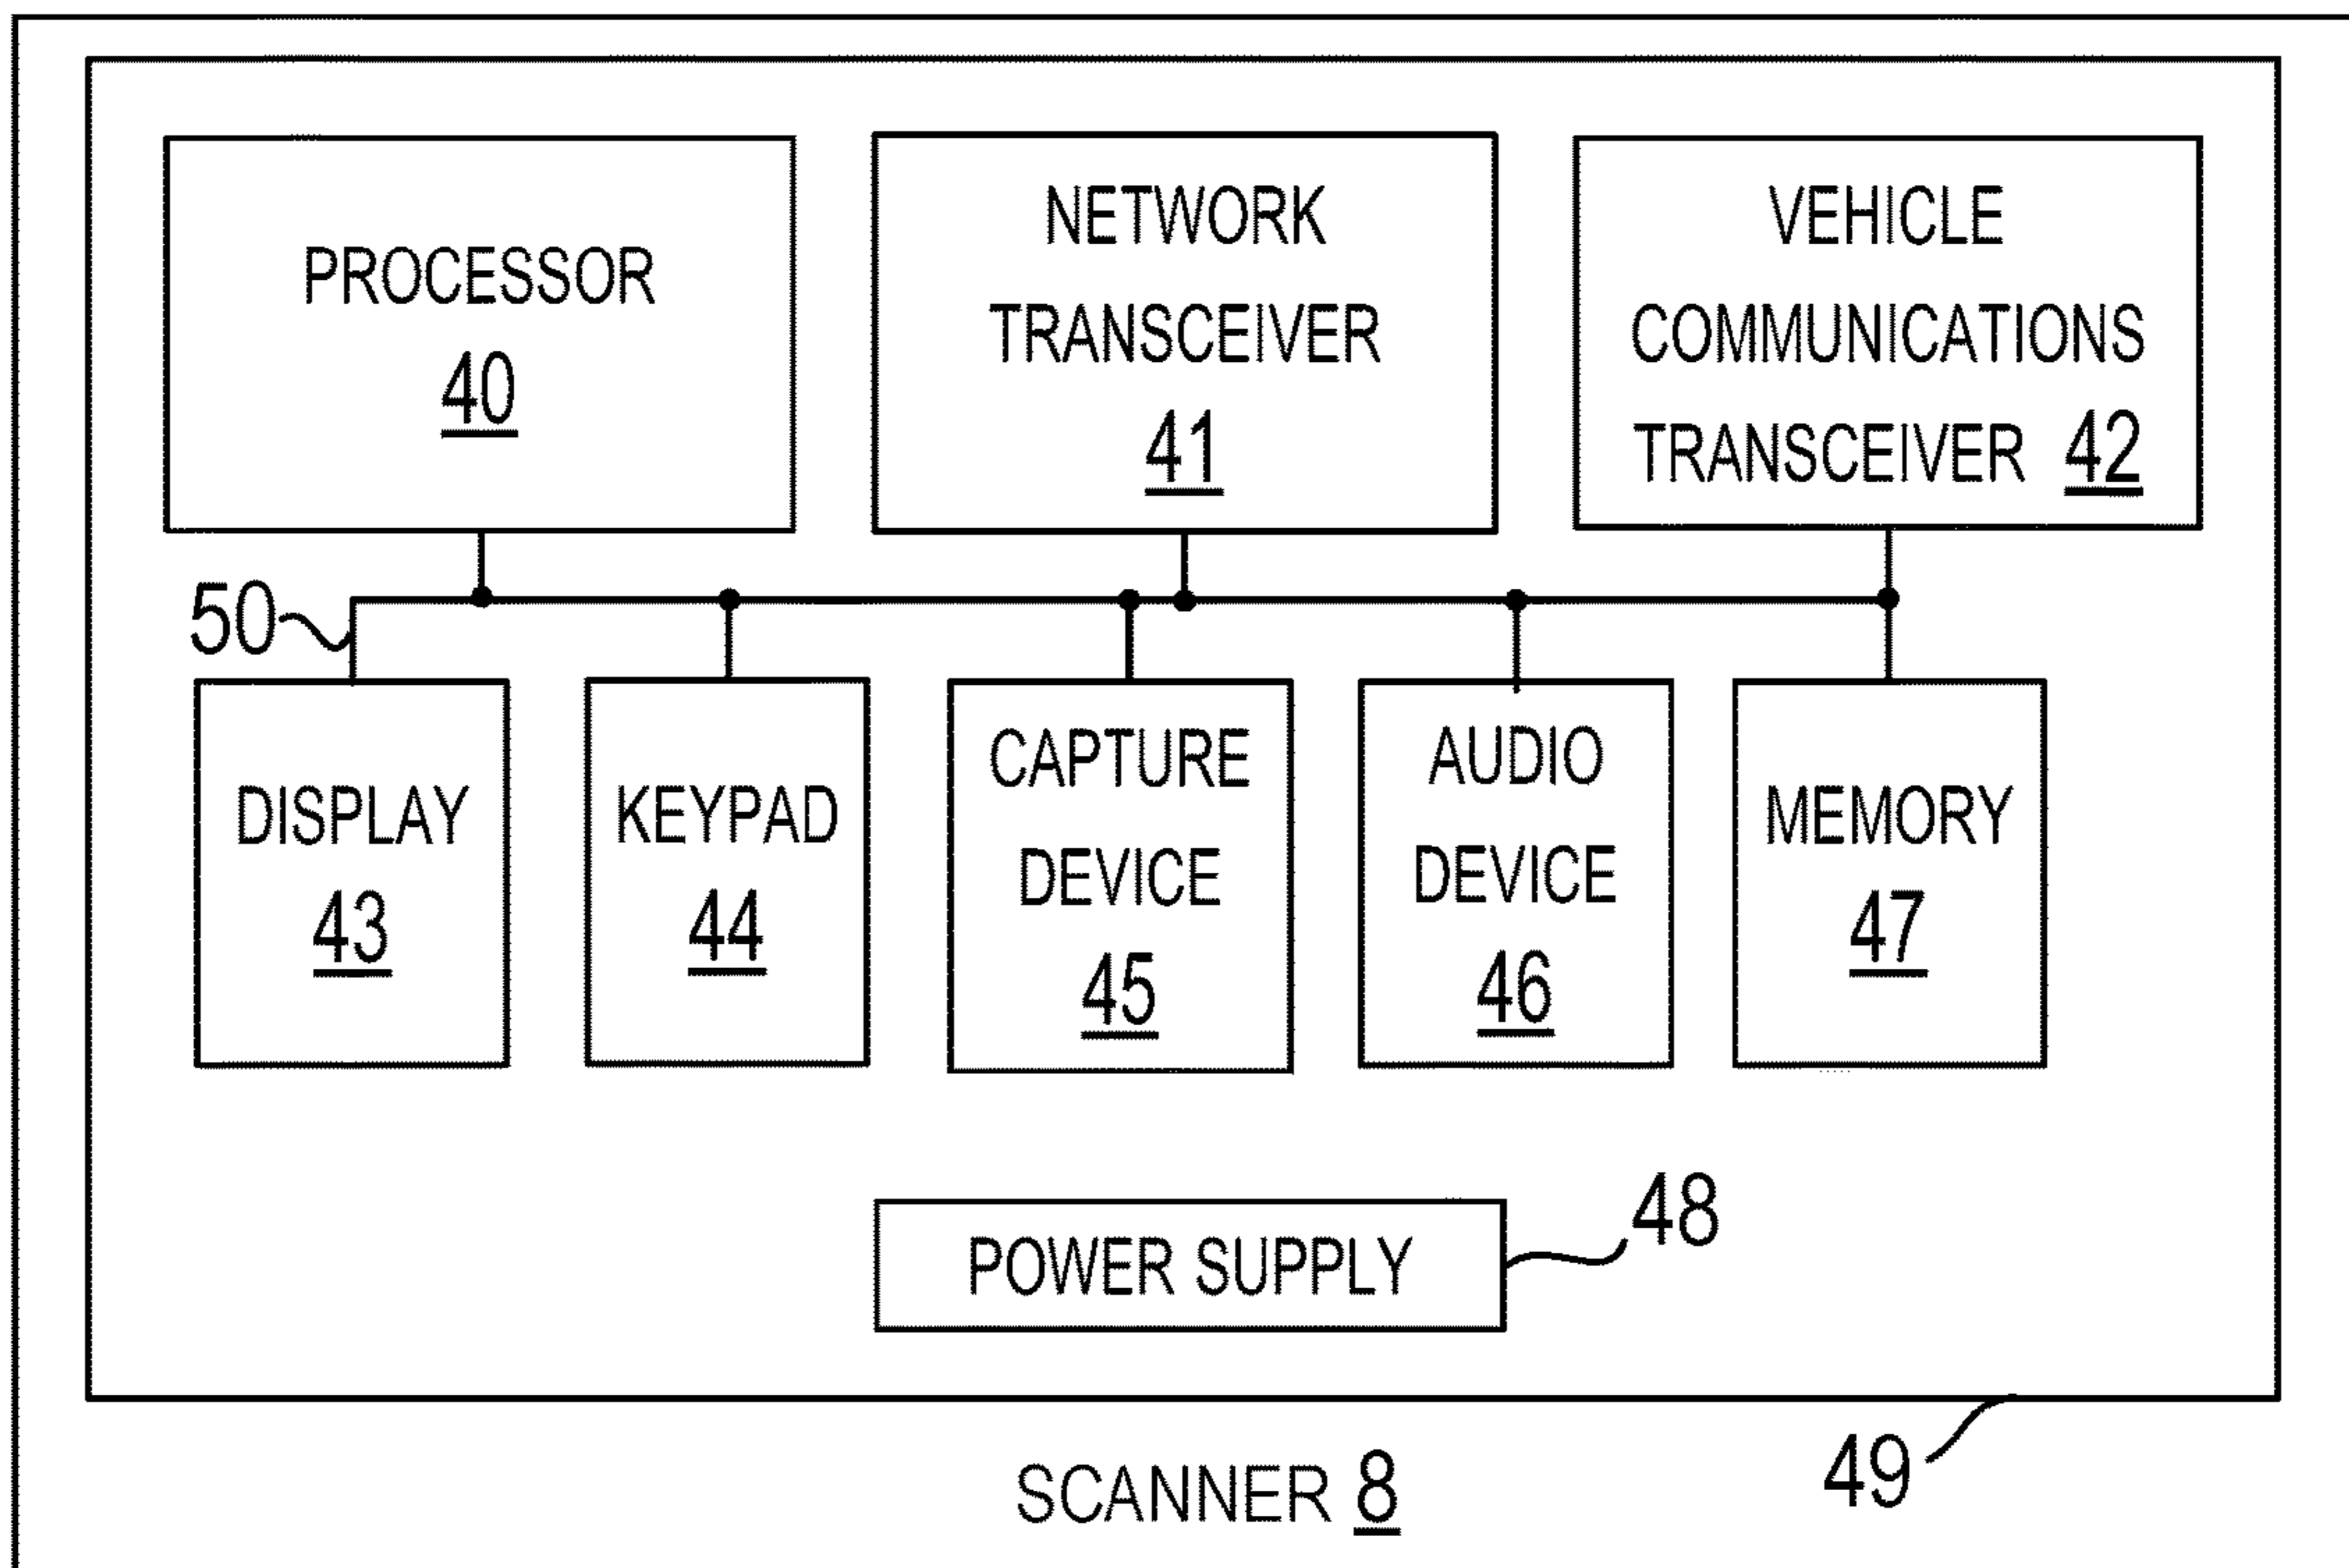 PROCESSOR
40
NETWORK
TRANSCEIVER
41
VEHICLE
COMMUNICATIONS
TRANSCEIVER 42
50
DISPLAY
43
KEYPAD
44
CAPTURE
DEVICE
45
AUDIO
DEVICE
46
MEMORY
47
POWER SUPPLY
48
49
SCANNER 8